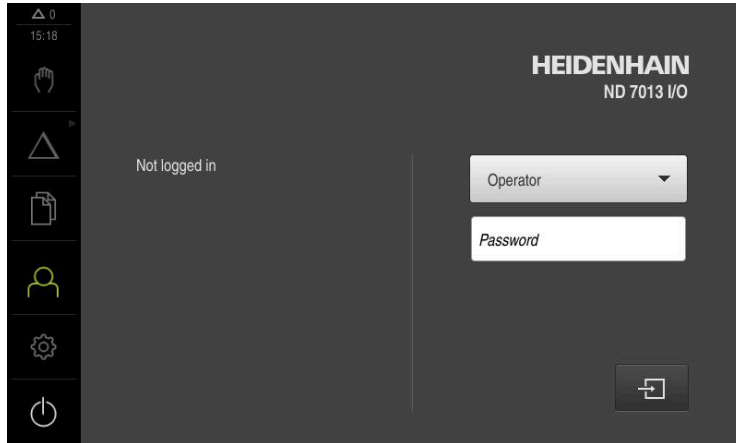 △ 0
15:18
HEIDENHAIN
ND 7013 I/O
Not logged in
Operator
Password